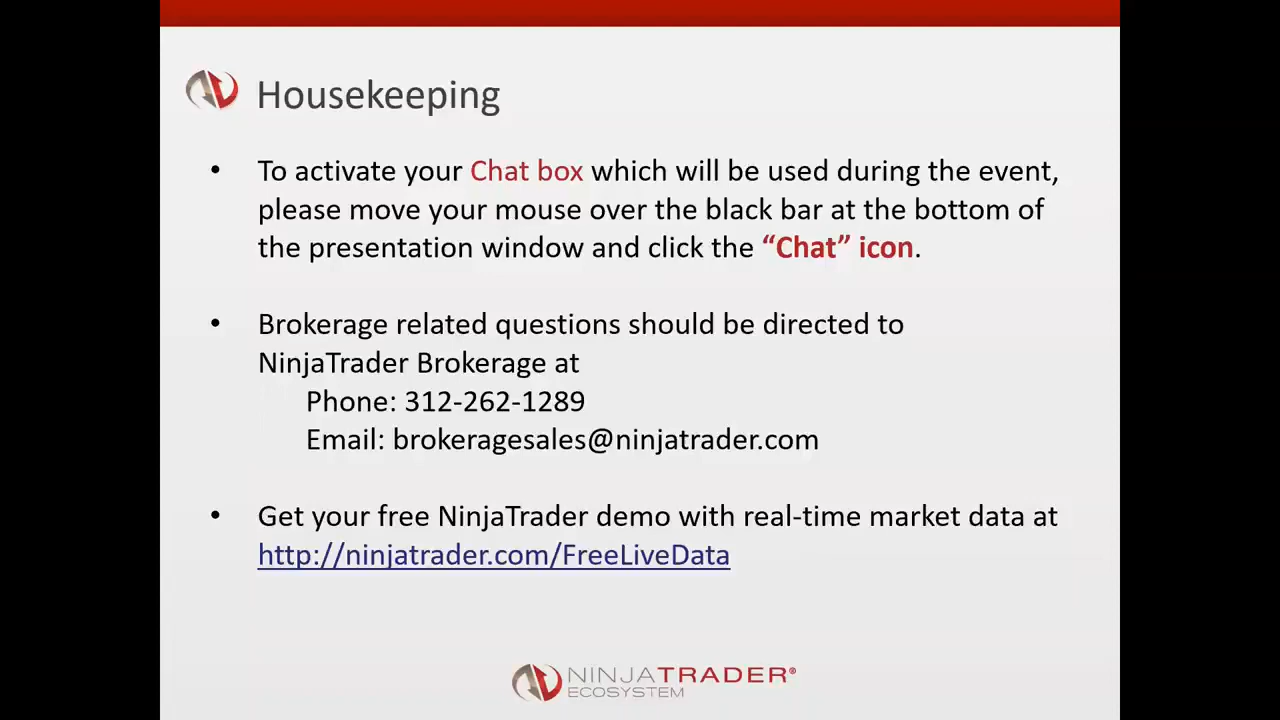 Housekeeping
• To activate your Chat box which will be used during the event,
please move your mouse over the black bar at the bottom of
the presentation window and click the “Chat” icon.
• Brokerage related questions should be directed to
NinjaTrader Brokerage at
Phone: 312-262-1289
Email: brokeragesales@ninjatrader.com
• Get your free NinjaTrader demo with real-time market data at
http://ninjatrader.com/FreeLiveData
NINJATRADER®
ECOSYSTEM